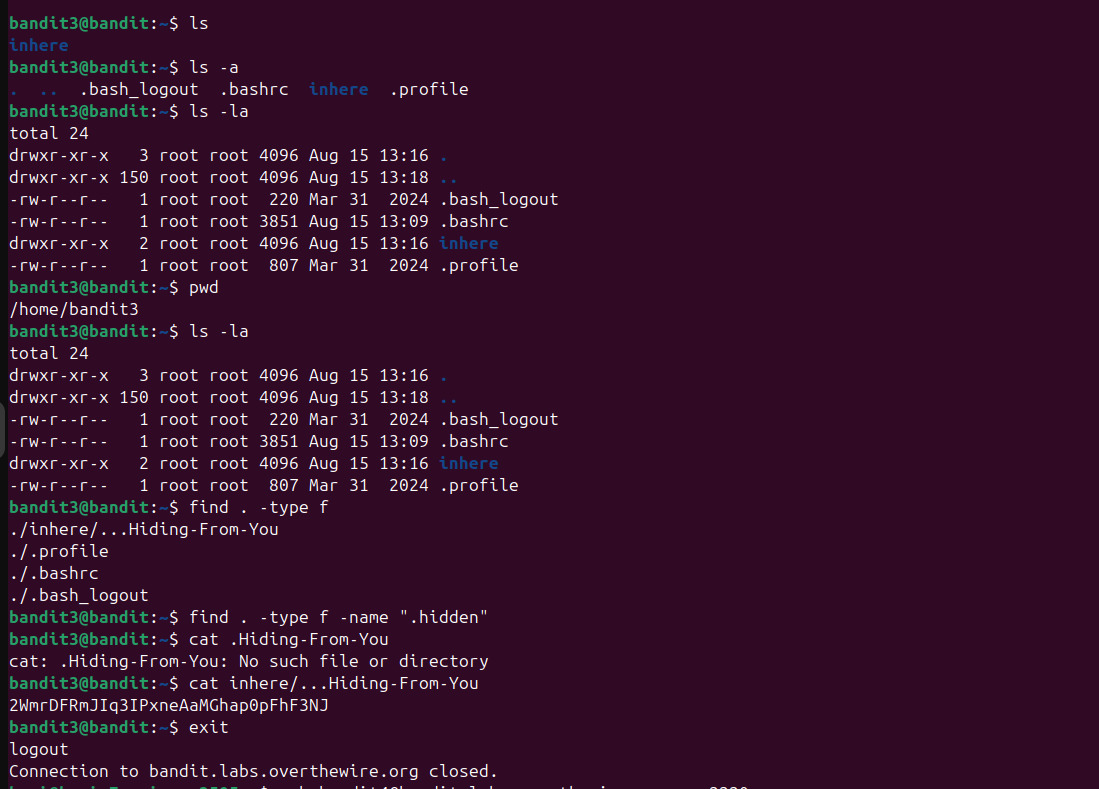 bandit3@bandit:~$ ls
inhere
bandit3@bandit:~$ ls -a
.  ..  .bash_logout  .bashrc  inhere  .profile
bandit3@bandit:~$ ls -la
total 24
drwxr-xr-x   3 root root 4096 Aug 15 13:16 .
drwxr-xr-x 150 root root 4096 Aug 15 13:18 ..
-rw-r--r--   1 root root  220 Mar 31  2024 .bash_logout
-rw-r--r--   1 root root 3851 Aug 15 13:09 .bashrc
drwxr-xr-x   2 root root 4096 Aug 15 13:16 inhere
-rw-r--r--   1 root root  807 Mar 31  2024 .profile
bandit3@bandit:~$ pwd
/home/bandit3
bandit3@bandit:~$ ls -la
total 24
drwxr-xr-x   3 root root 4096 Aug 15 13:16 .
drwxr-xr-x 150 root root 4096 Aug 15 13:18 ..
-rw-r--r--   1 root root  220 Mar 31  2024 .bash_logout
-rw-r--r--   1 root root 3851 Aug 15 13:09 .bashrc
drwxr-xr-x   2 root root 4096 Aug 15 13:16 inhere
-rw-r--r--   1 root root  807 Mar 31  2024 .profile
bandit3@bandit:~$ find . -type f
./inhere/...Hiding-From-You
./.profile
./.bashrc
./.bash_logout
bandit3@bandit:~$ find . -type f -name ".hidden"
bandit3@bandit:~$ cat .Hiding-From-You
cat: .Hiding-From-You: No such file or directory
bandit3@bandit:~$ cat inhere/...Hiding-From-You
2WmrDFRmJIq3IPxneAaMGhap0pFhF3NJ
bandit3@bandit:~$ exit
logout
Connection to bandit.labs.overthewire.org closed.